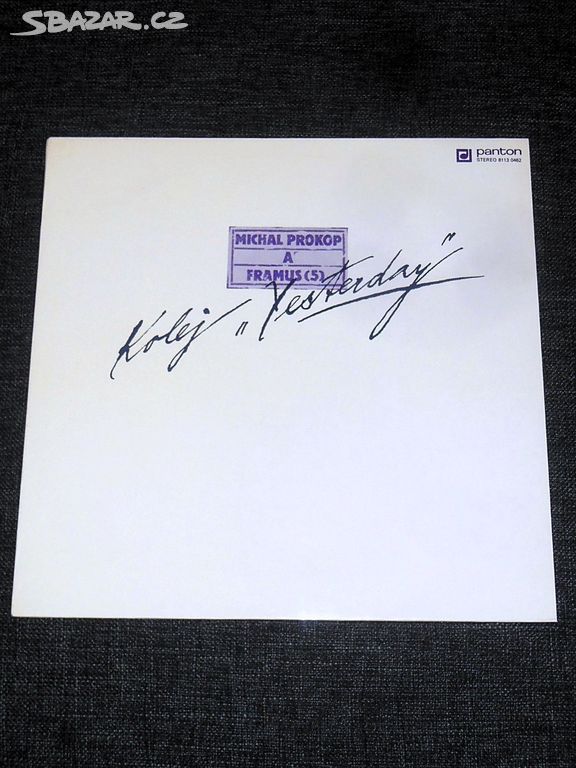 SBAZAR.CZ
panton
STEREO 8113 0462
MICHAL PROKOP
A
FRAMUS (5)
Kolej „Yesterday"